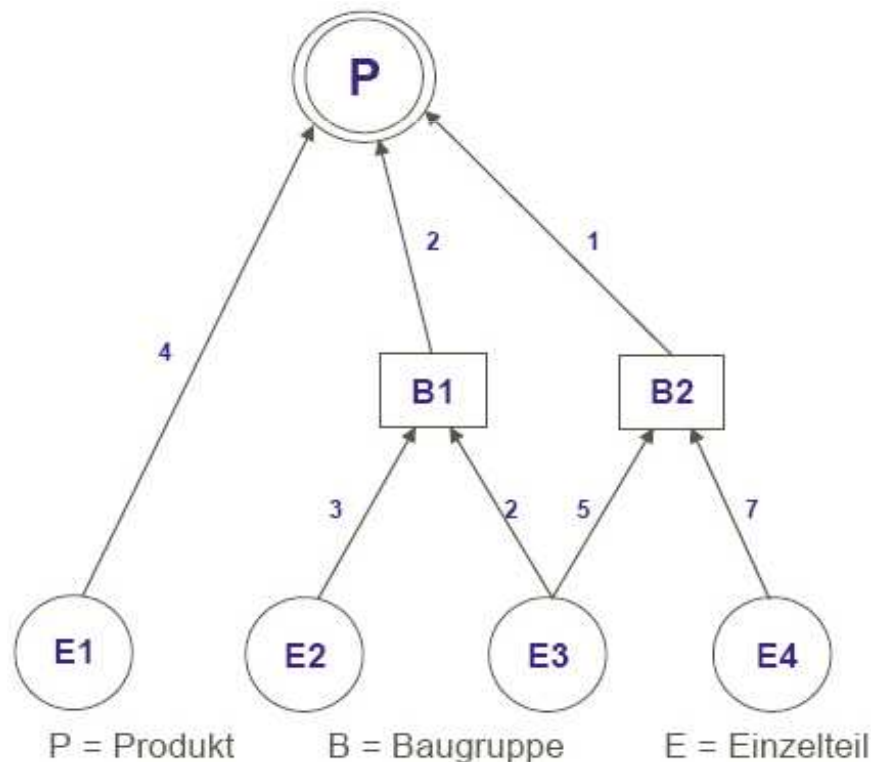 P
2 1
4
B1 B2
3 2 5 7
E1 E2 E3 E4
P = Produkt B = Baugruppe E = Einzelteil